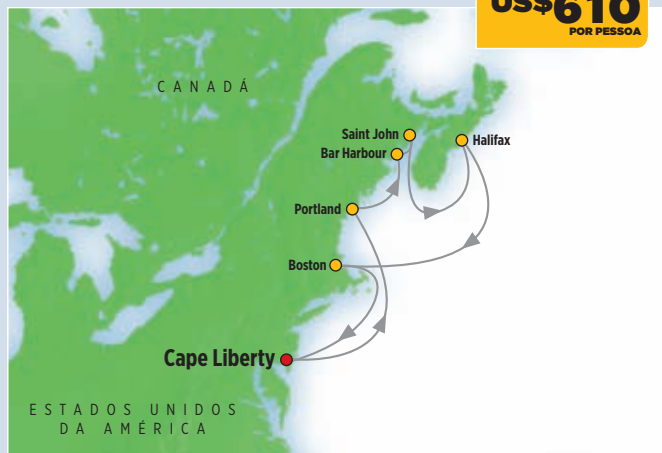 US$610
POR PESSOA
CANADÁ
Saint John
Halifax
Bar Harbour
Portland
Boston
Cape Liberty
ESTADOS UNIDOS
DA AMÉRICA